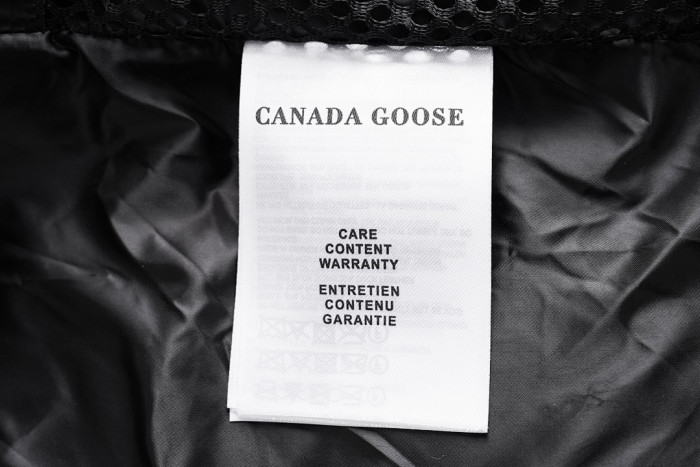 CANADA GOOSE
CARE
CONTENT
WARRANTY
ENTRETIEN
CONTENU
GARANTIE